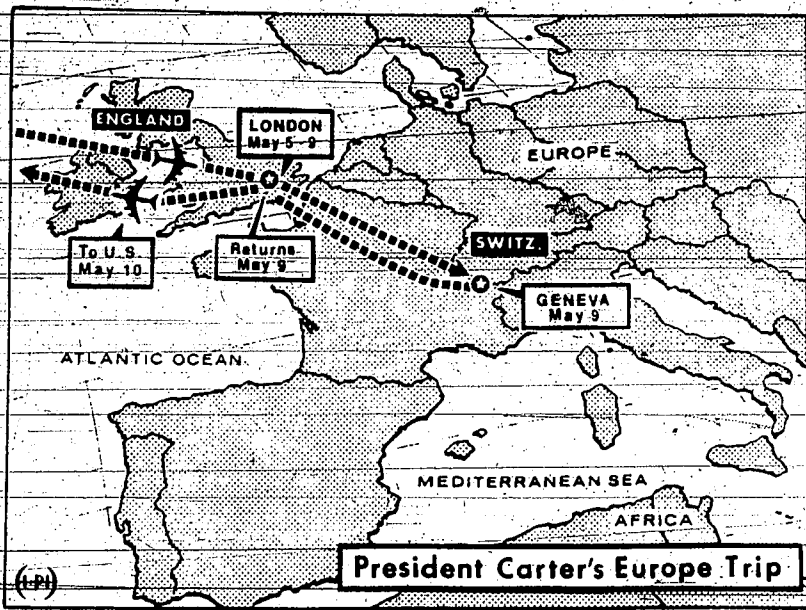 ENGLAND
LONDON
May 5-9
EUROPE
To U.S.
May 10
Returns
May 9
SWITZ.
GENEVA
May 9
ATLANTIC OCEAN
MEDITERRANEAN SEA
AFRICA
President Carter's Europe Trip
(UPI)